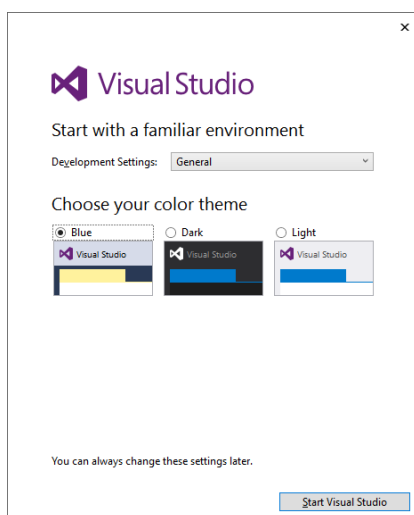 Visual Studio
Start with a familiar environment
Development Settings: General
Choose your color theme
Blue Dark Light
Visual Studio Visual Studio Visual Studio
You can always change these settings later.
Start Visual Studio